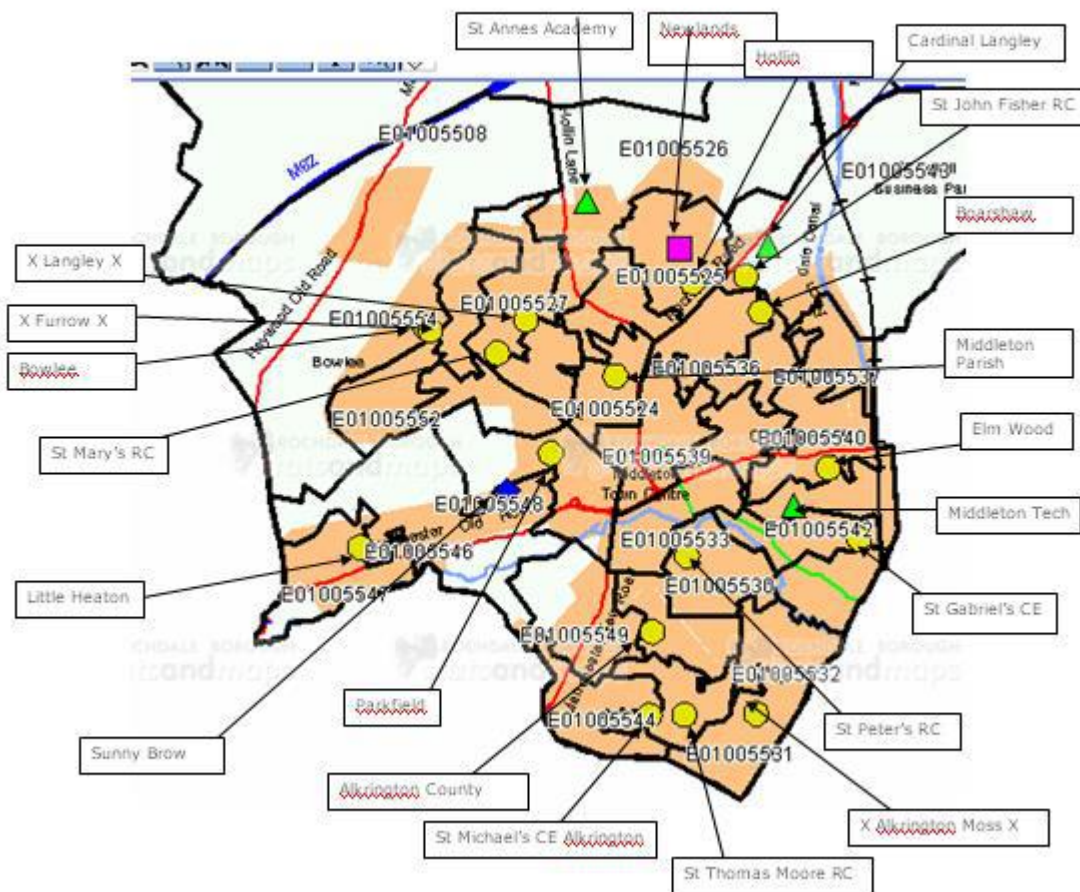 St Annes Academy
Newlands
Hollin
Cardinal Langley
St John Fisher RC
Boarshaw
X Langley X
X Furrow X
Bowlee
St Mary's RC
Middleton
Parish
Elm Wood
Middleton Tech
St Gabriel's CE
Little Heaton
Parkfield
Sunny Brow
Alkrington County
St Michael's CE Alkrington
St Thomas Moore RC
X Alkrington Moss X
St Peter's RC
M62
Hollin Lane
Heywood Old Road
Bowlee
Middleton
Town Centre
Business Par
E01005508
E01005526
E01005543
E01005525
E01005527
E01005554
E01005536
E01005537
E01005552
E01005524
E01005539
E01005540
E01005548
E01005542
E01005546
E01005533
E01005547
E01005530
E01005549
E01005532
E01005544
E01005531